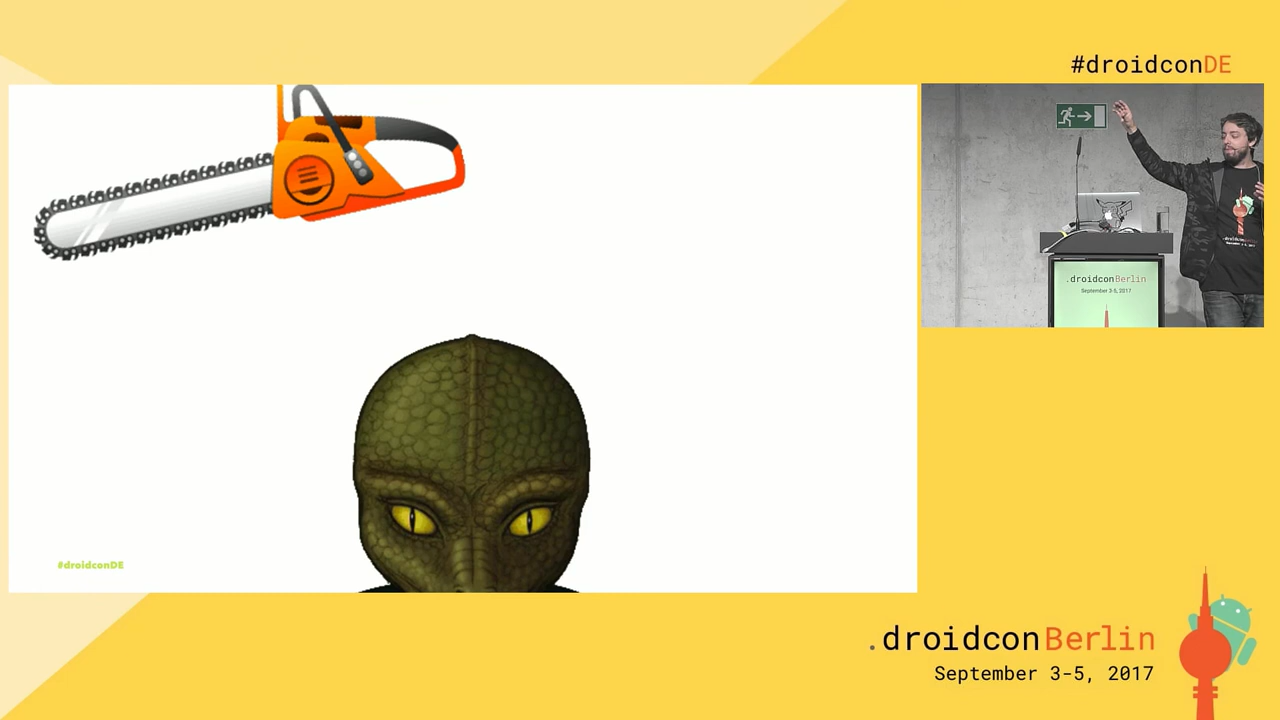 #droidconDE
.droidconBerlin
September 3-5, 2017
#droidconDE
.droidconBerlin
September 3-5, 2017